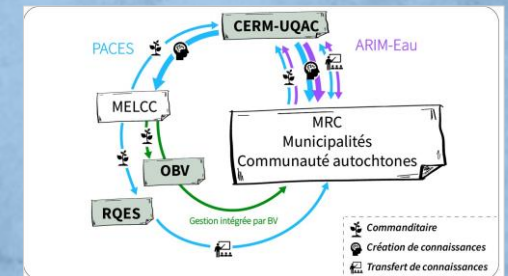 CERM-UQAC
PACES
ARIM-Eau
MELCC
MRC
Municipalités
Communauté autochtones
OBV
RQES
Gestion intégrée par BV
Commanditaire
Création de connaissances
Transfert de connaissances